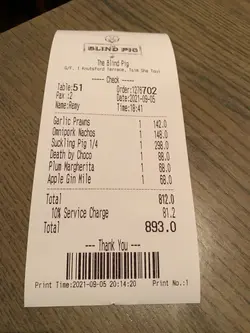 BLIND PIG
The Blind Pig
G/F, 1 Knutsford Terrace, Tsim Sha Tsui
--- Check ---
Table:51 Order:1276702
Pax :2 Date:2021-09-05
Name:Remy Time:18:41
Garlic Prawns 1 142.0
Omnipork Nachos 1 148.0
Suckling Pig 1/4 1 298.0
Death by Choco 1 88.0
Plum Margherita 1 68.0
Apple Gin Mile 1 68.0
Total 812.0
10% Service Charge 81.2
Total 893.0
--- Thank You ---
Print Time:2021-09-05 20:14:20 Print No.:1